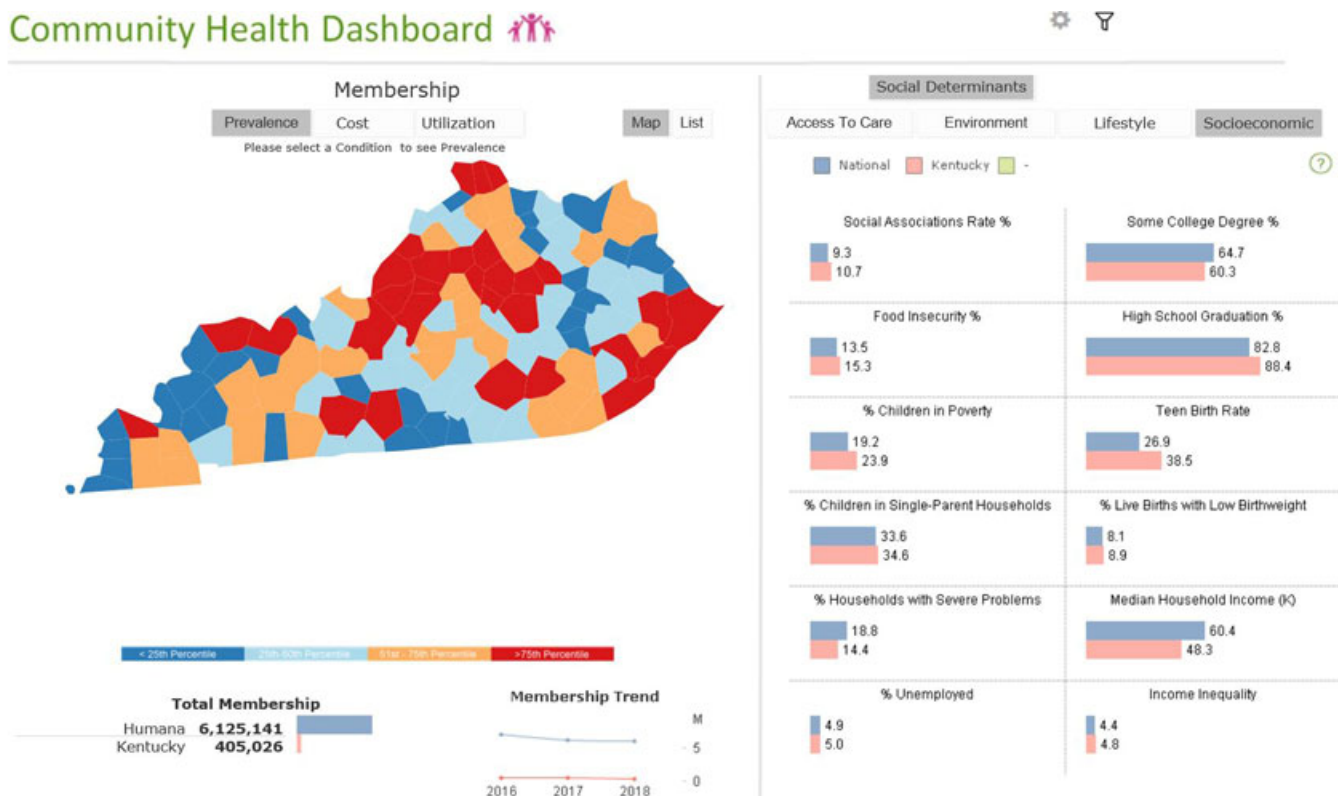 Community Health Dashboard
Membership
Prevalence Cost Utilization
Map List
Please select a Condition to see Prevalence
< 25th Percentile 25th-50th Percentile 51st - 75th Percentile >75th Percentile
Total Membership
Humana 6,125,141
Kentucky 405,026
Membership Trend
M
5
0
2016 2017 2018
Social Determinants
Access To Care Environment Lifestyle Socioeconomic
National Kentucky -
?
Social Associations Rate %
9.3
10.7
Some College Degree %
64.7
60.3
Food Insecurity %
13.5
15.3
High School Graduation %
82.8
88.4
% Children in Poverty
19.2
23.9
Teen Birth Rate
26.9
38.5
% Children in Single-Parent Households
33.6
34.6
% Live Births with Low Birthweight
8.1
8.9
% Households with Severe Problems
18.8
14.4
Median Household Income (K)
60.4
48.3
% Unemployed
4.9
5.0
Income Inequality
4.4
4.8